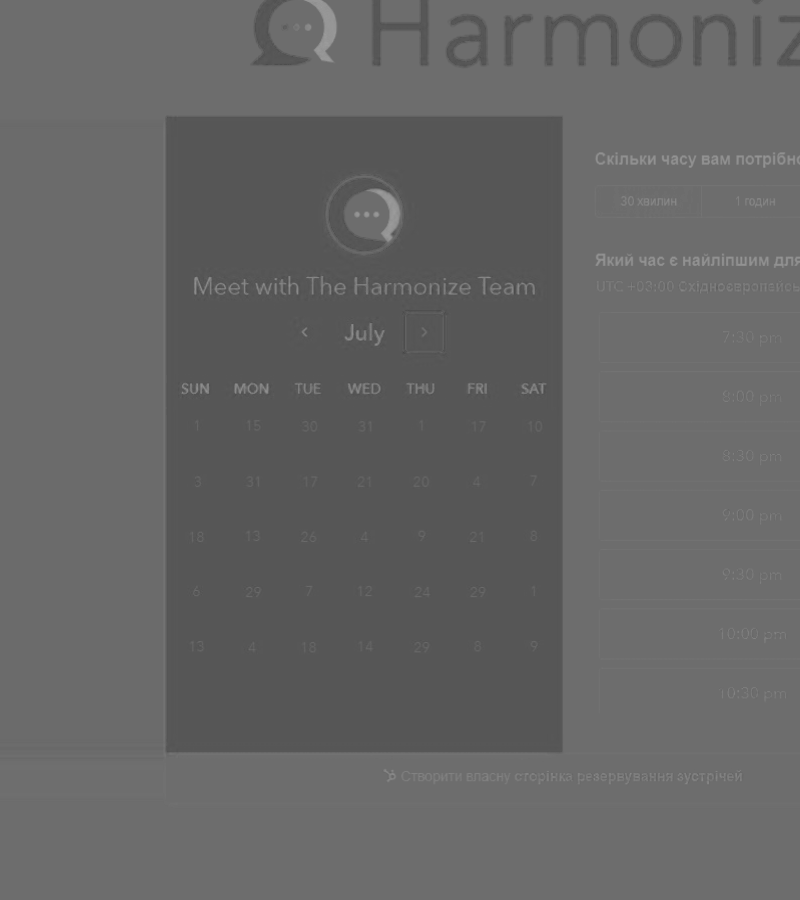 Harmoniz
Meet with The Harmonize Team
July
SUN MON TUE WED THU FRI SAT
1 15 30 31 1 17 10
3 31 17 21 20 4 7
18 13 26 4 9 21 8
6 29 7 12 24 29 1
13 4 18 14 29 8 9
Скільки часу вам потрібно
30 хвилин 1 годин
Який час є найліпшим для
UTC +03:00 Східноєвропейсь
7:30 pm
8:00 pm
8:30 pm
9:00 pm
9:30 pm
10:00 pm
10:30 pm
Створити власну сторінка резервування зустрічей